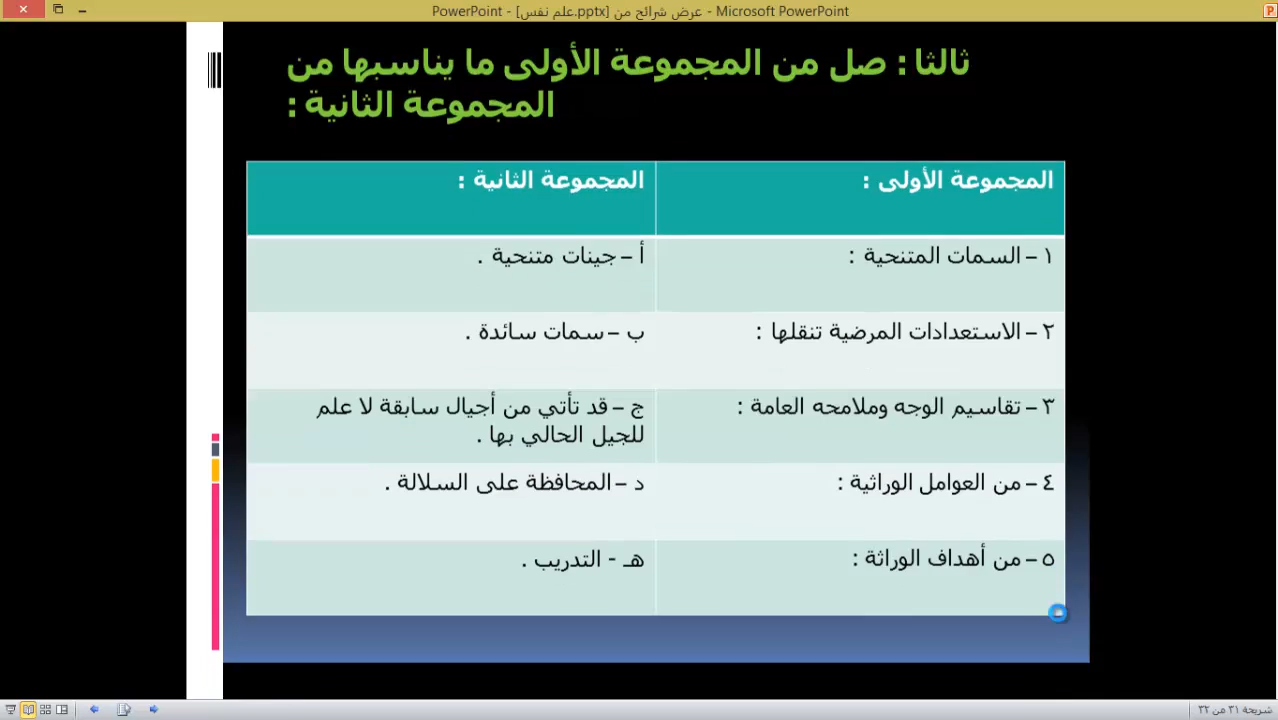 PowerPoint - [علم نفس.pptx] عرض شرائح من - Microsoft PowerPoint
ثالثا : صل من المجموعة الأولى ما يناسبها من
المجموعة الثانية :
المجموعة الأولى :
المجموعة الثانية :
١ – السمات المتنحية :
أ – جينات متنحية .
٢ – الاستعدادات المرضية تنقلها :
ب – سمات سائدة .
٣ – تقاسيم الوجه وملامحه العامة :
ج – قد تأتي من أجيال سابقة لا علم
للجيل الحالي بها .
٤ – من العوامل الوراثية :
د – المحافظة على السلالة .
٥ – من أهداف الوراثة :
هـ - التدريب .
شريحة ٣١ من ٣٢